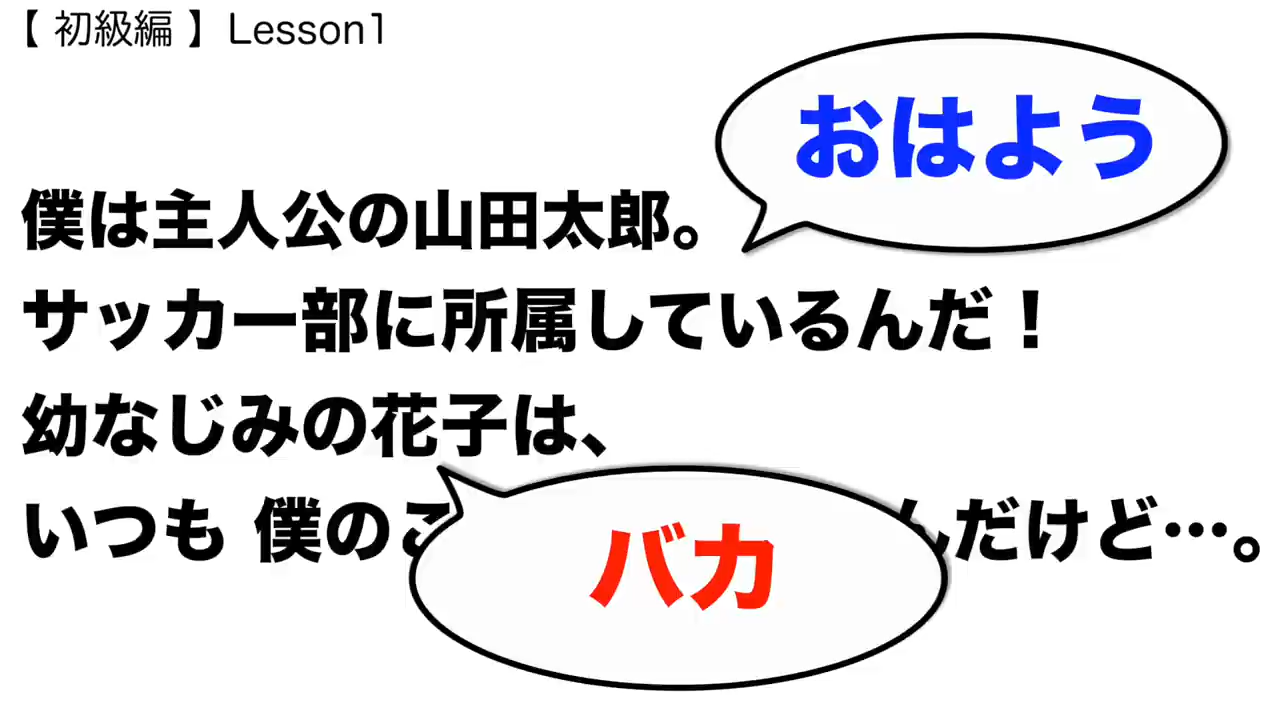 【 初級編 】Lesson1
おはよう
僕は主人公の山田太郎。
サッカー部に所属しているんだ！
幼なじみの花子は、
いつも 僕のこ んだけど…。
バカ